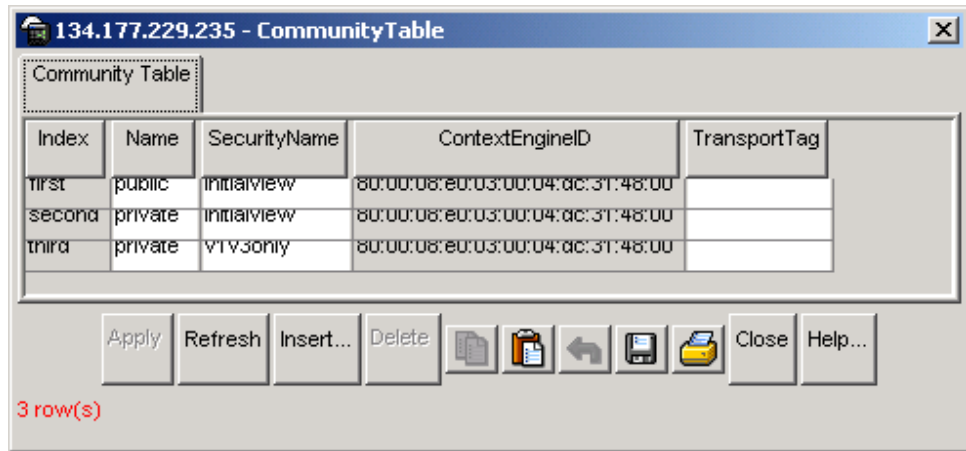 134.177.229.235 - CommunityTable
Community Table
Index Name SecurityName ContextEngineID TransportTag
first public initialview 80:00:08:e0:03:00:04:dc:31:48:00
second private initialview 80:00:08:e0:03:00:04:dc:31:48:00
third private v1v3only 80:00:08:e0:03:00:04:dc:31:48:00
Apply Refresh Insert... Delete Close Help...
3 row(s)